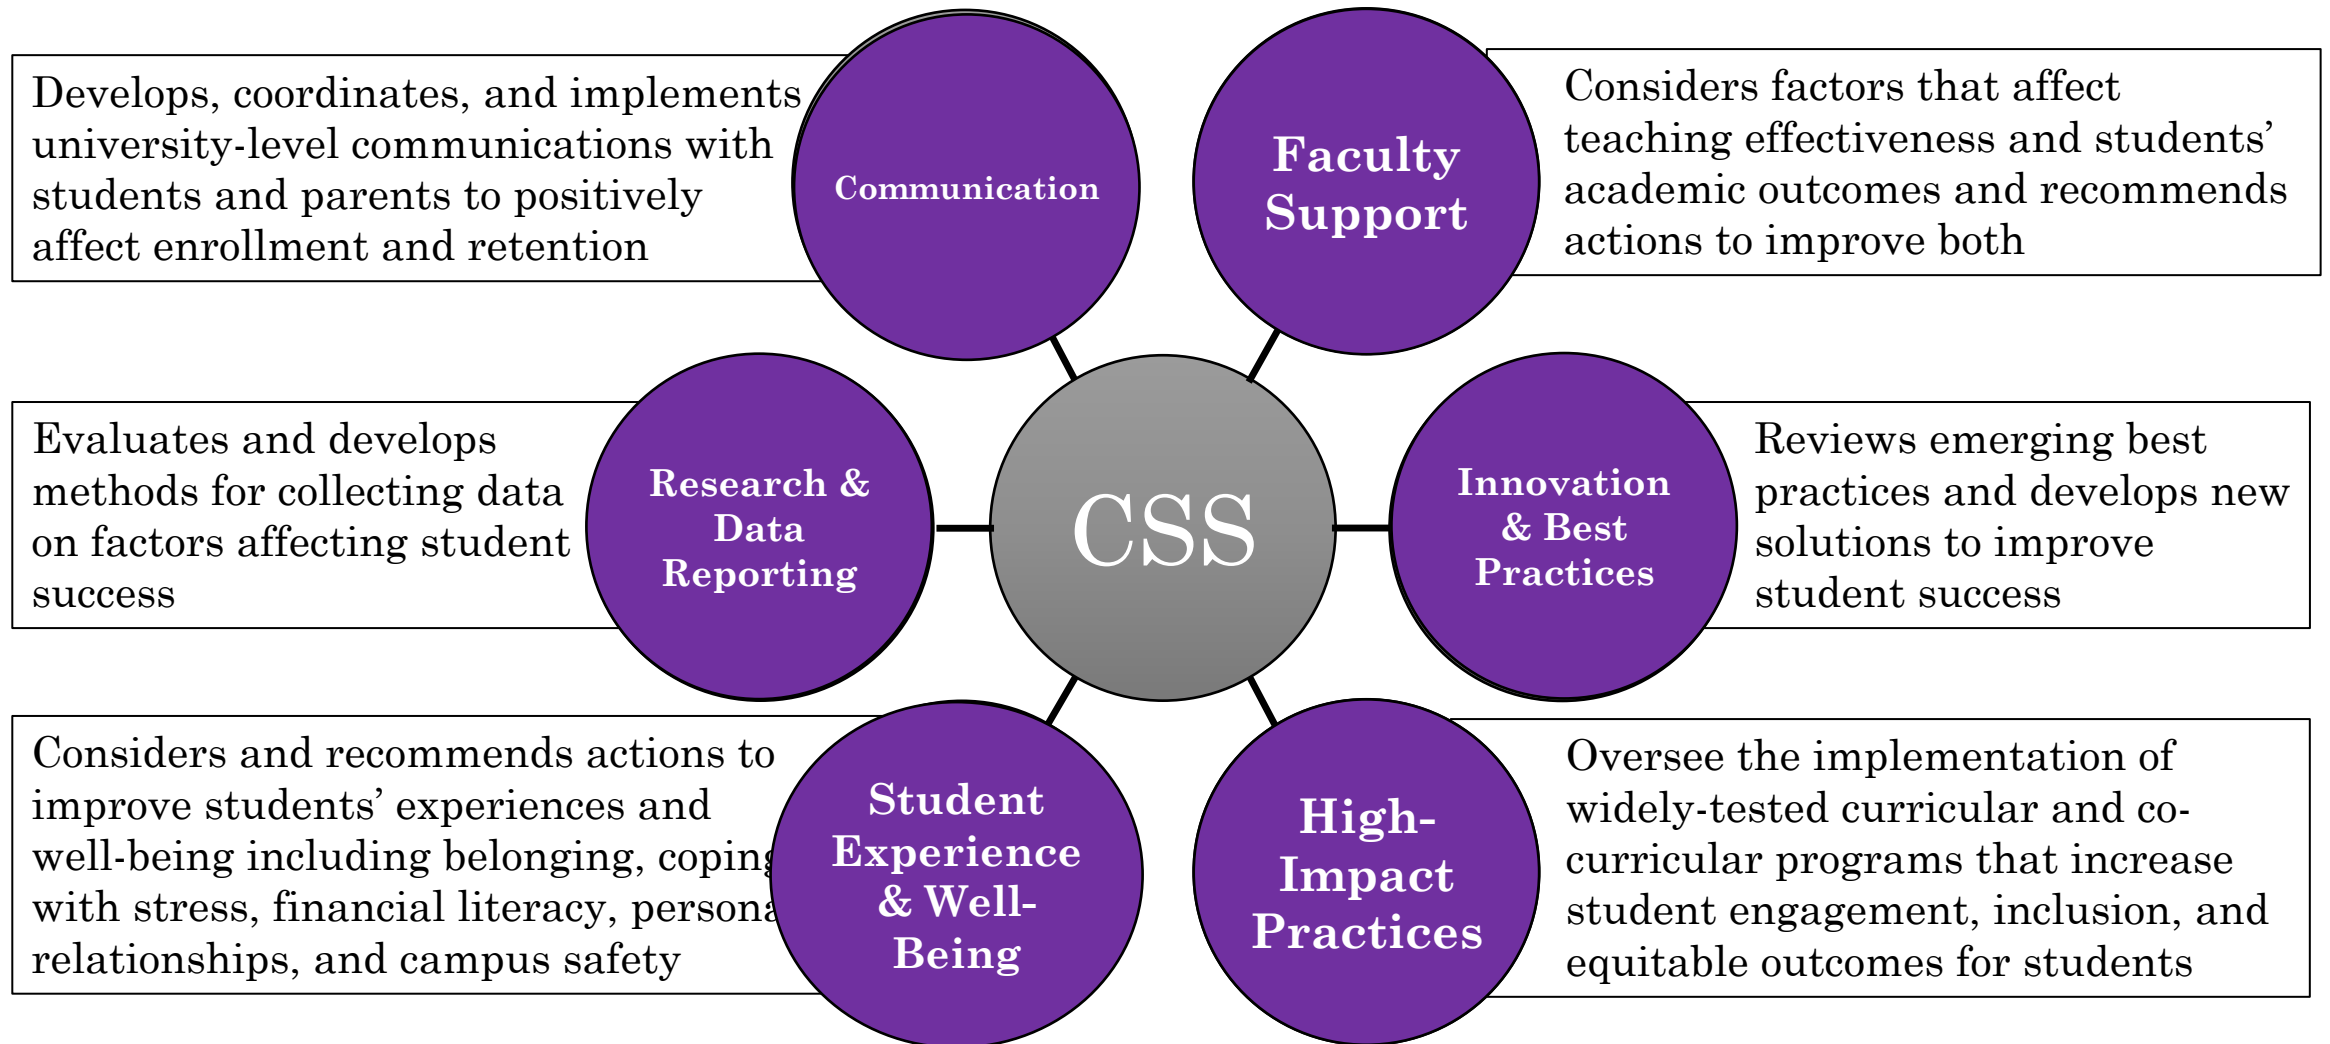 Develops, coordinates, and implements
university-level communications with
students and parents to positively
affect enrollment and retention
Communication
Faculty
Support
Considers factors that affect
teaching effectiveness and students’
academic outcomes and recommends
actions to improve both
Evaluates and develops
methods for collecting data
on factors affecting student
success
Research &
Data
Reporting
CSS
Innovation
& Best
Practices
Reviews emerging best
practices and develops new
solutions to improve
student success
Considers and recommends actions to
improve students’ experiences and
well-being including belonging, coping
with stress, financial literacy, persona
relationships, and campus safety
Student
Experience
& Well-
Being
High-
Impact
Practices
Oversee the implementation of
widely-tested curricular and co-
curricular programs that increase
student engagement, inclusion, and
equitable outcomes for students